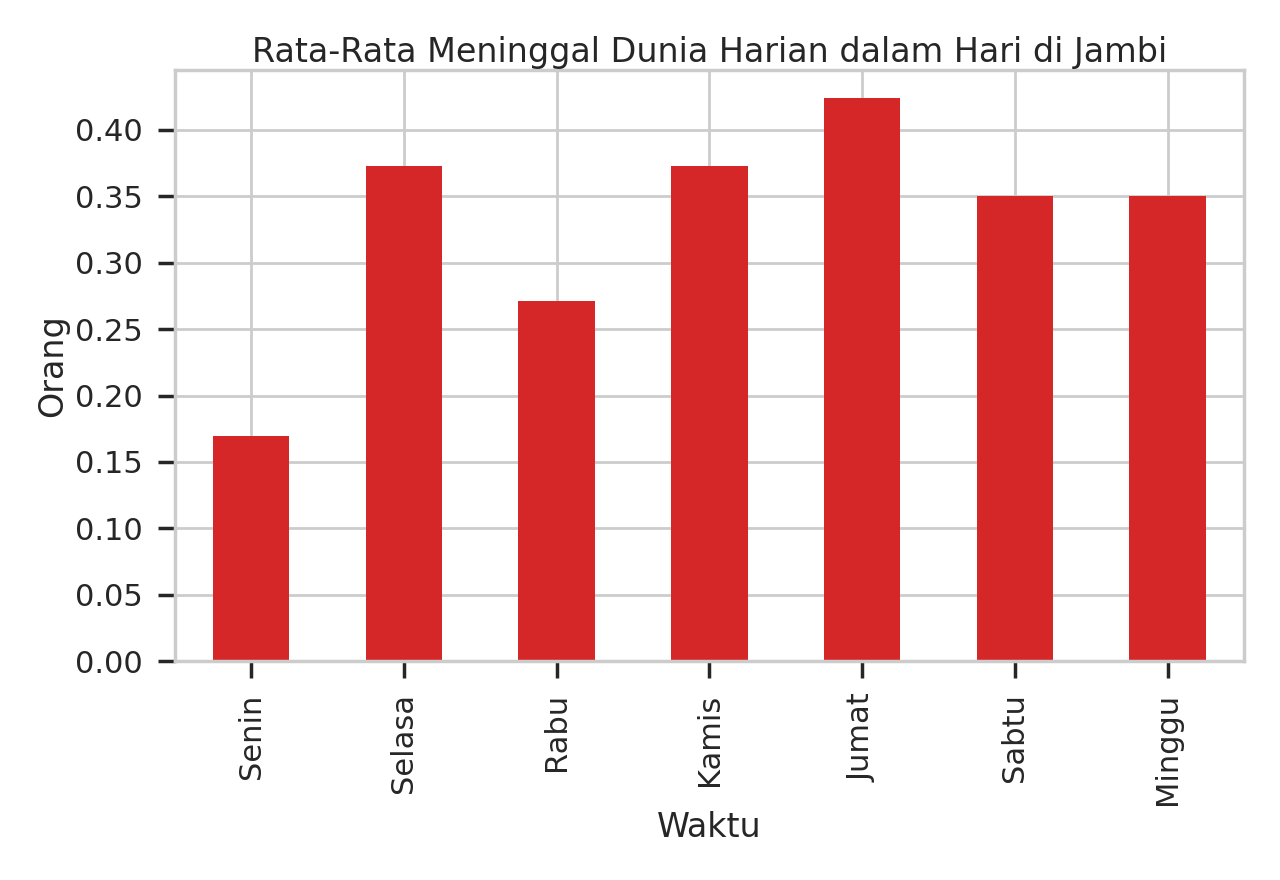 Rata-Rata Meninggal Dunia Harian dalam Hari di Jambi
0.40
0.35
0.30
0.25
0.20
0.15
0.10
0.05
0.00
Orang
Senin
Selasa
Rabu
Kamis
Jumat
Sabtu
Minggu
Waktu